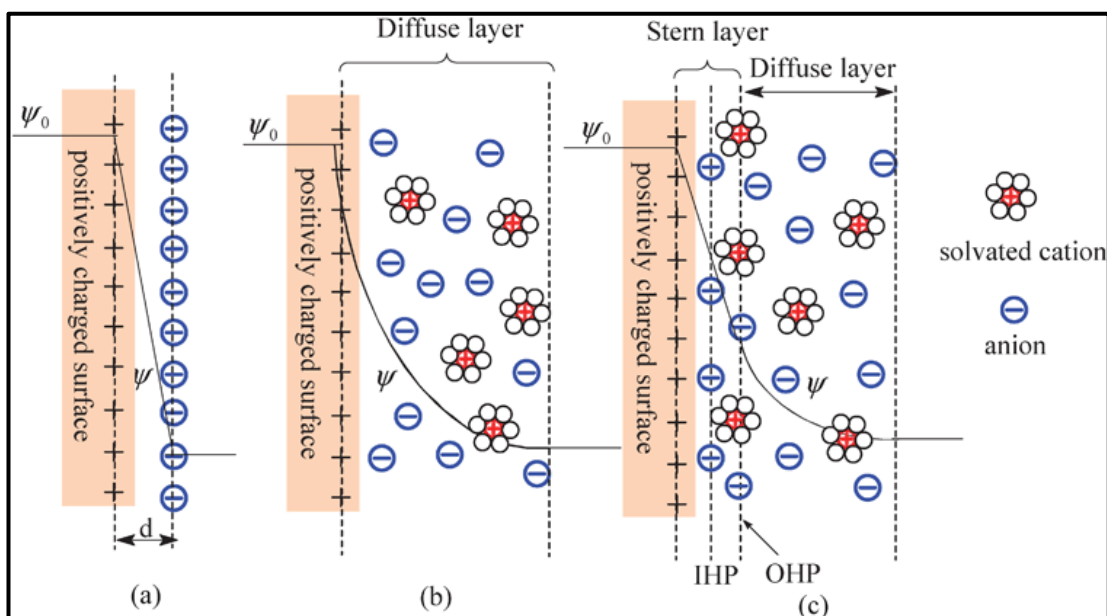 Diffuse layer
Stern layer
Diffuse layer
ψ₀
ψ₀
ψ₀
positively charged surface
positively charged surface
positively charged surface
ψ
ψ
ψ
solvated cation
anion
d
IHP
OHP
(a)
(b)
(c)